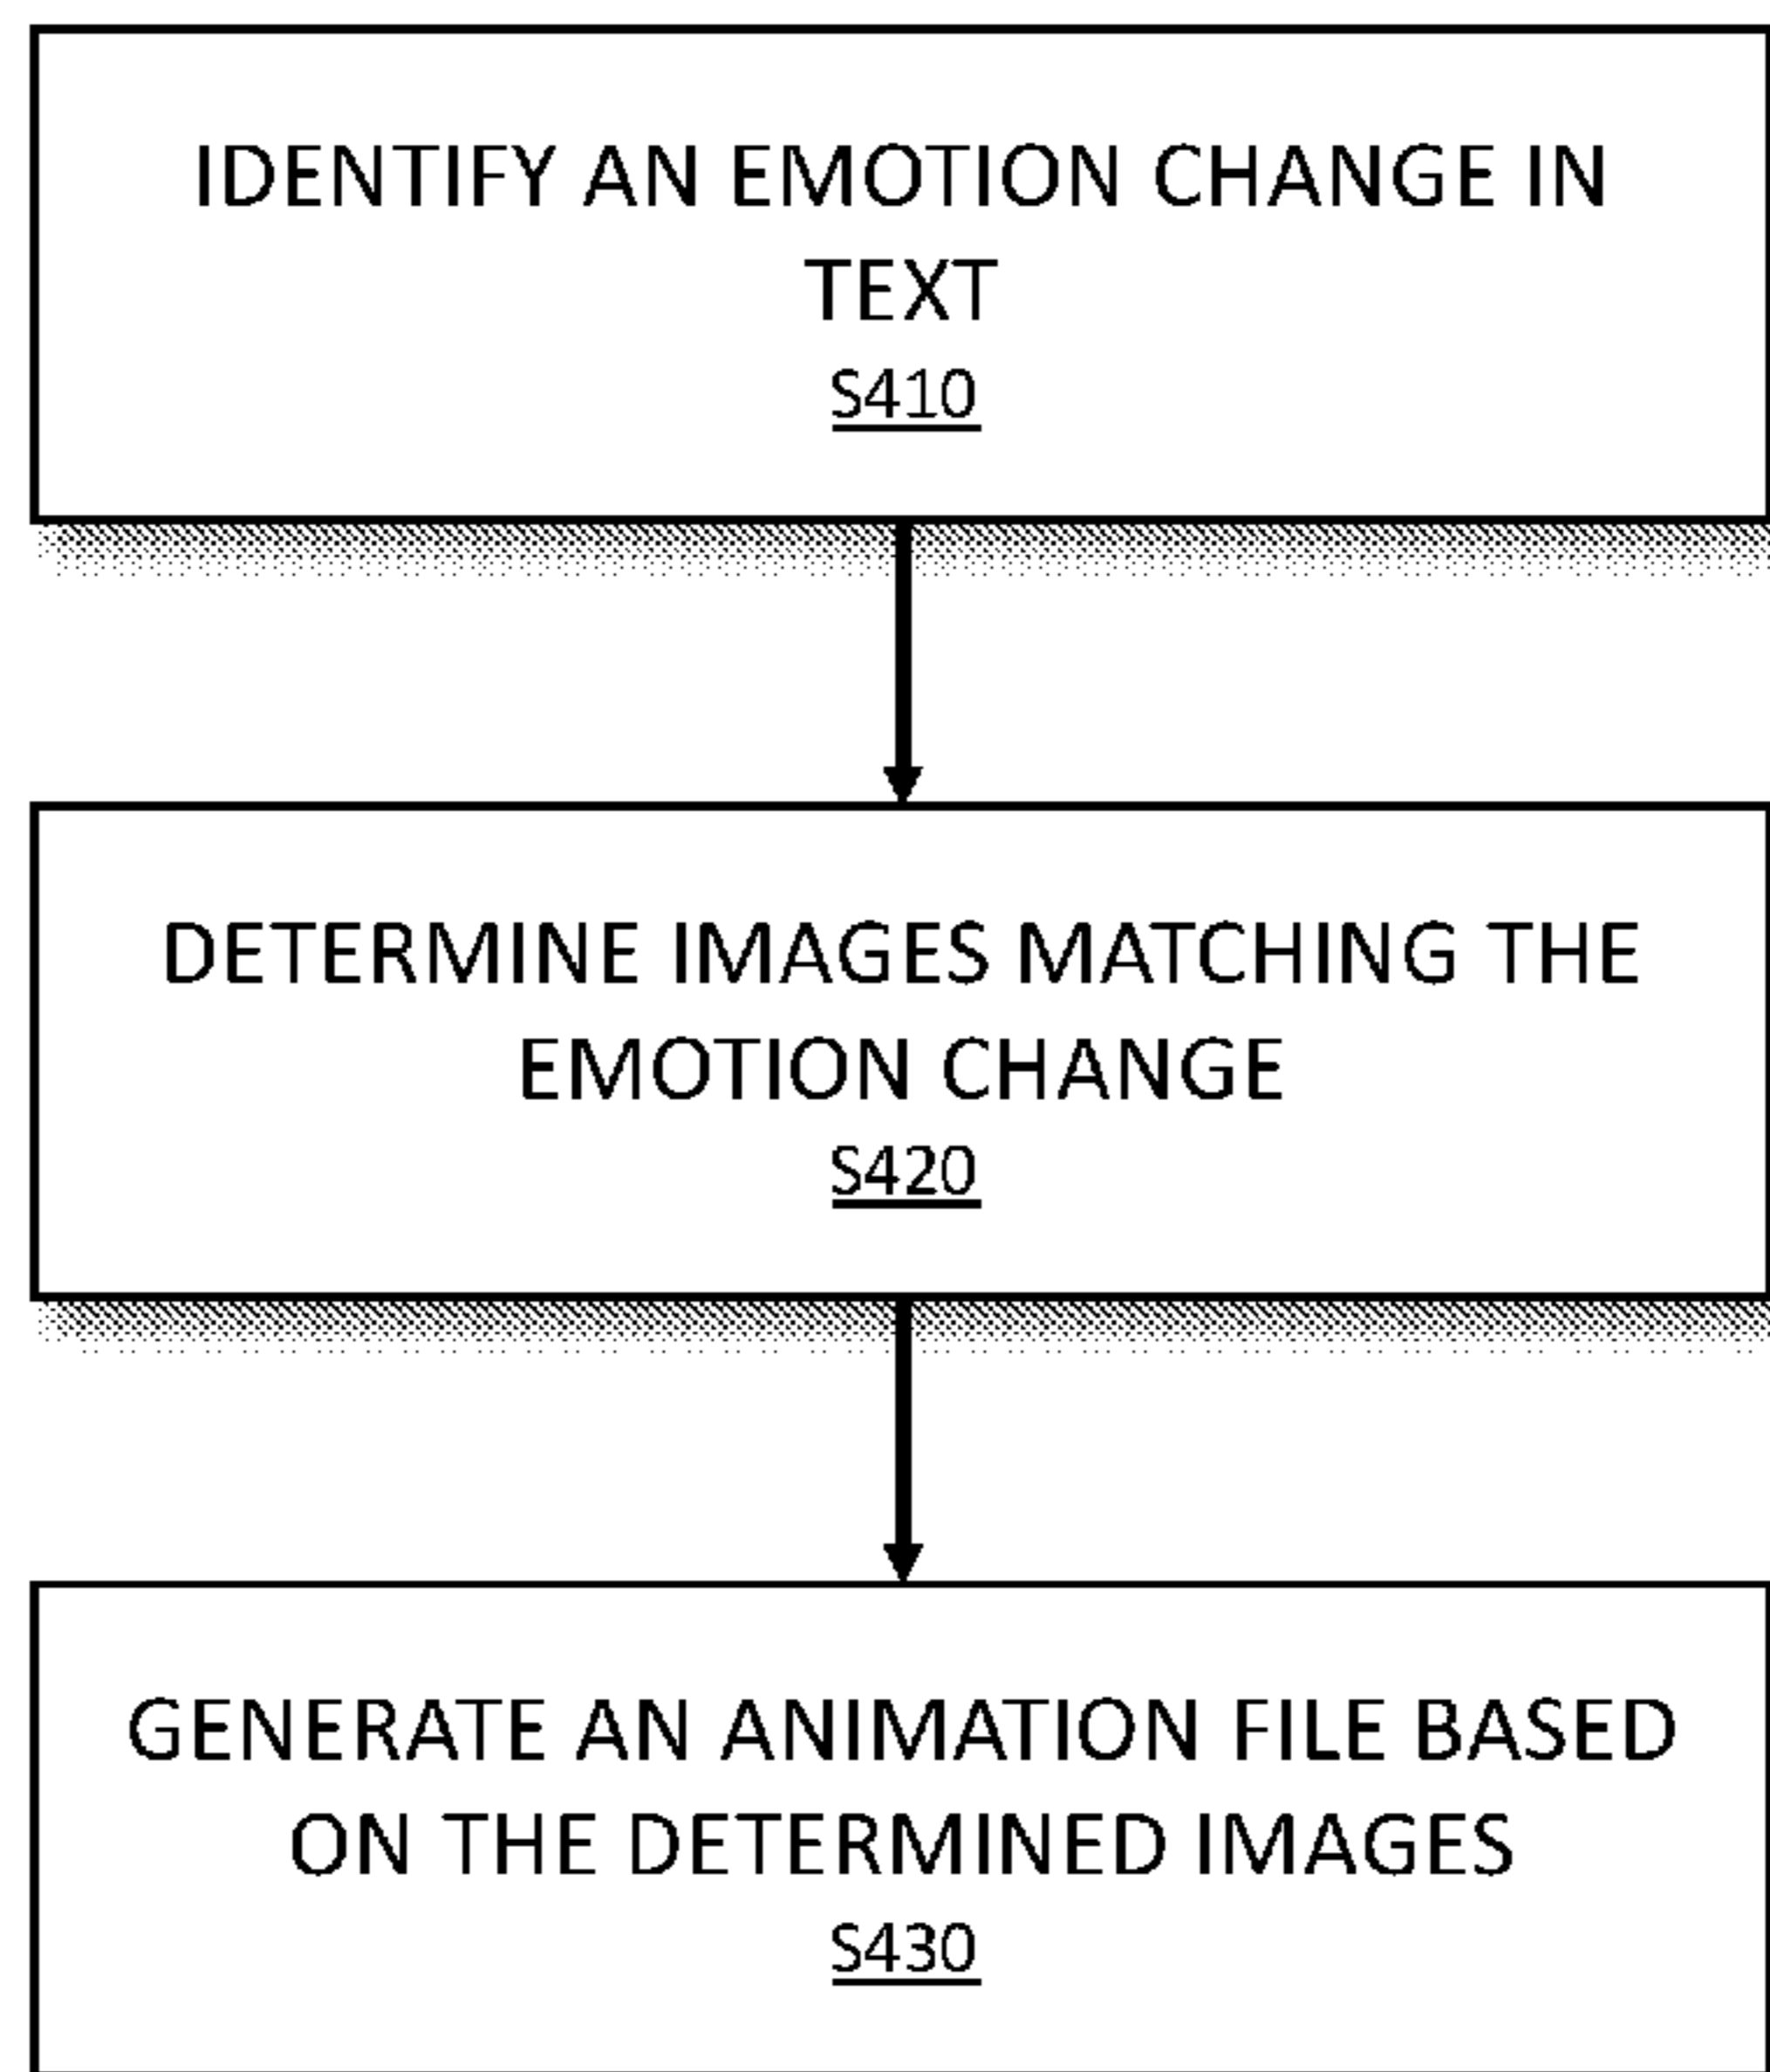 IDENTIFY AN EMOTION CHANGE IN
TEXT
S410
DETERMINE IMAGES MATCHING THE
EMOTION CHANGE
S420
GENERATE AN ANIMATION FILE BASED
ON THE DETERMINED IMAGES
S430